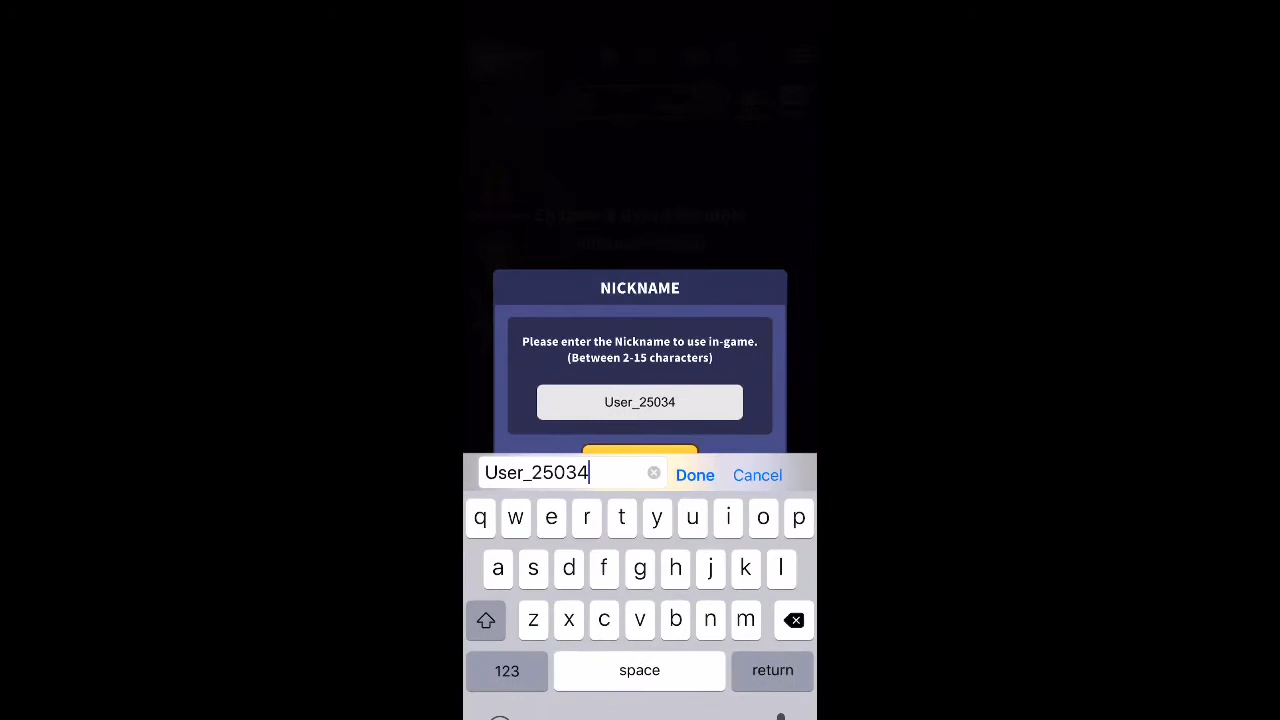 NICKNAME
Please enter the Nickname to use in-game.
(Between 2-15 characters)
User_25034
User_25034 Done Cancel
q w e r t y u i o p
a s d f g h j k l
z x c v b n m
123 space return